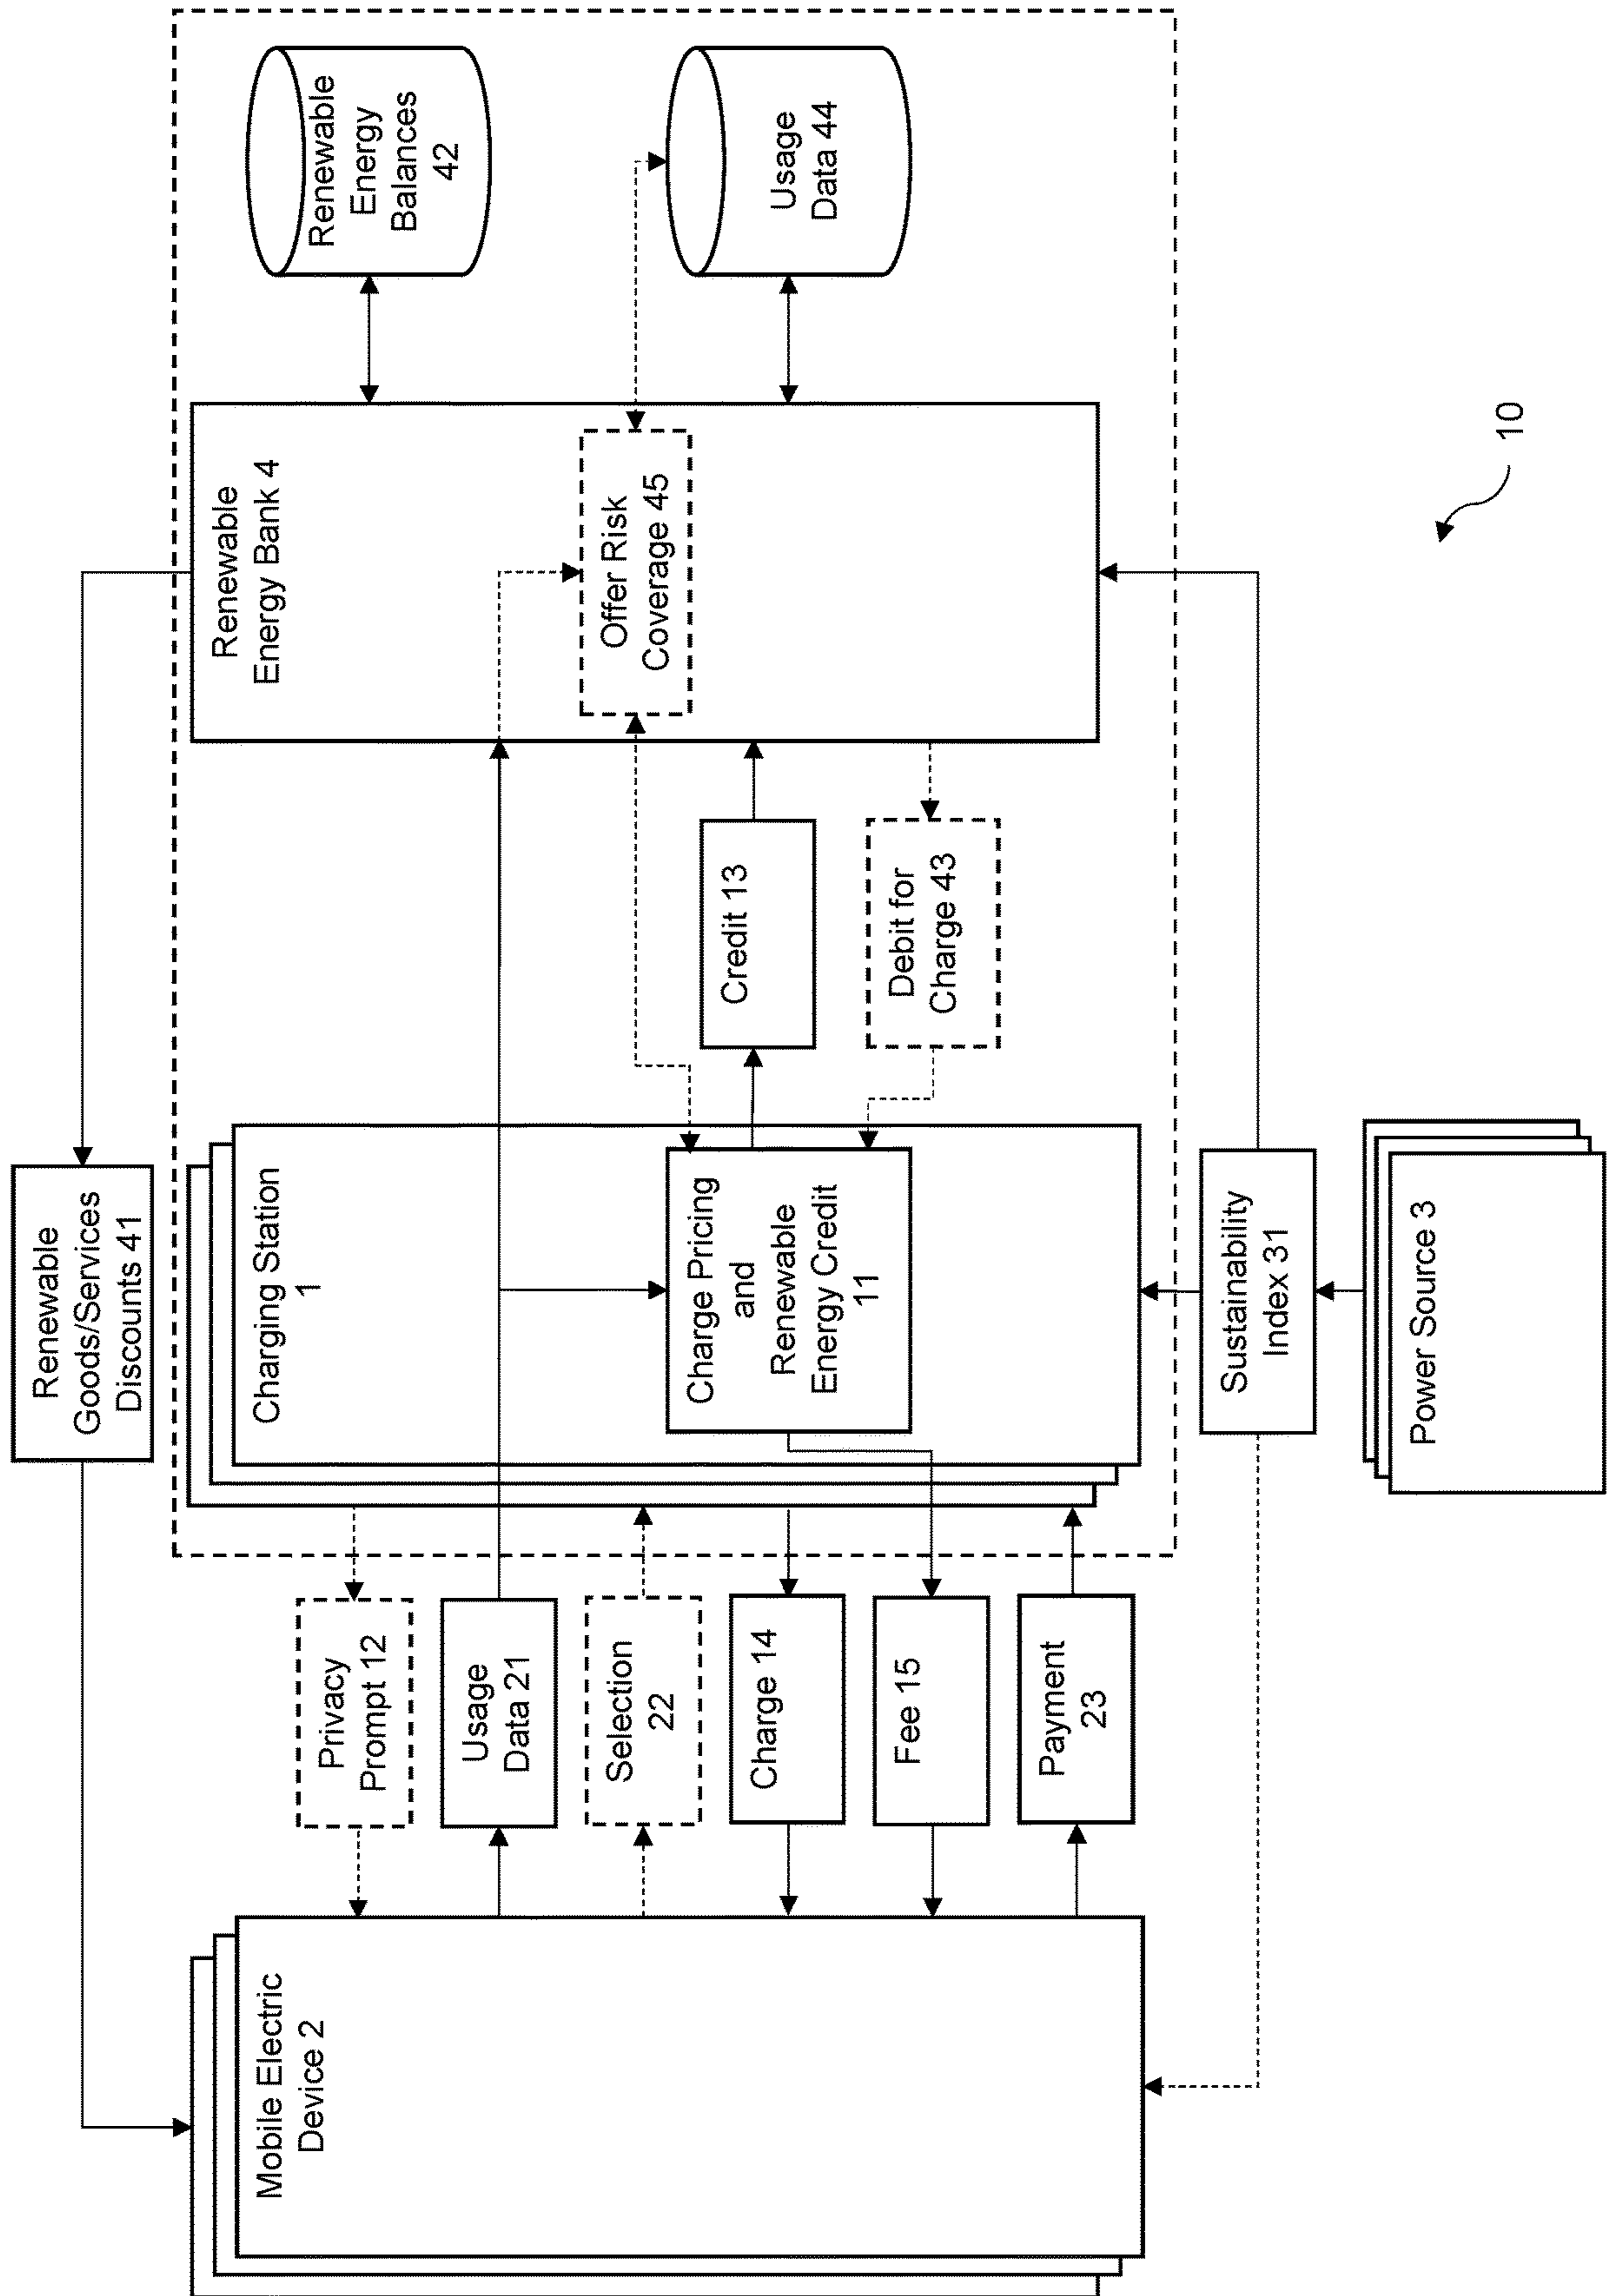 Renewable
Goods/Services
Discounts 41
Mobile Electric
Device 2
Privacy
Prompt 12
Usage
Data 21
Selection
22
Charge 14
Fee 15
Payment
23
Charging Station
1
Charge Pricing
and
Renewable
Energy Credit
11
Credit 13
Debit for
Charge 43
Renewable
Energy Bank 4
Offer Risk
Coverage 45
Renewable
Energy
Balances
42
Usage
Data 44
Sustainability
Index 31
Power Source 3
10